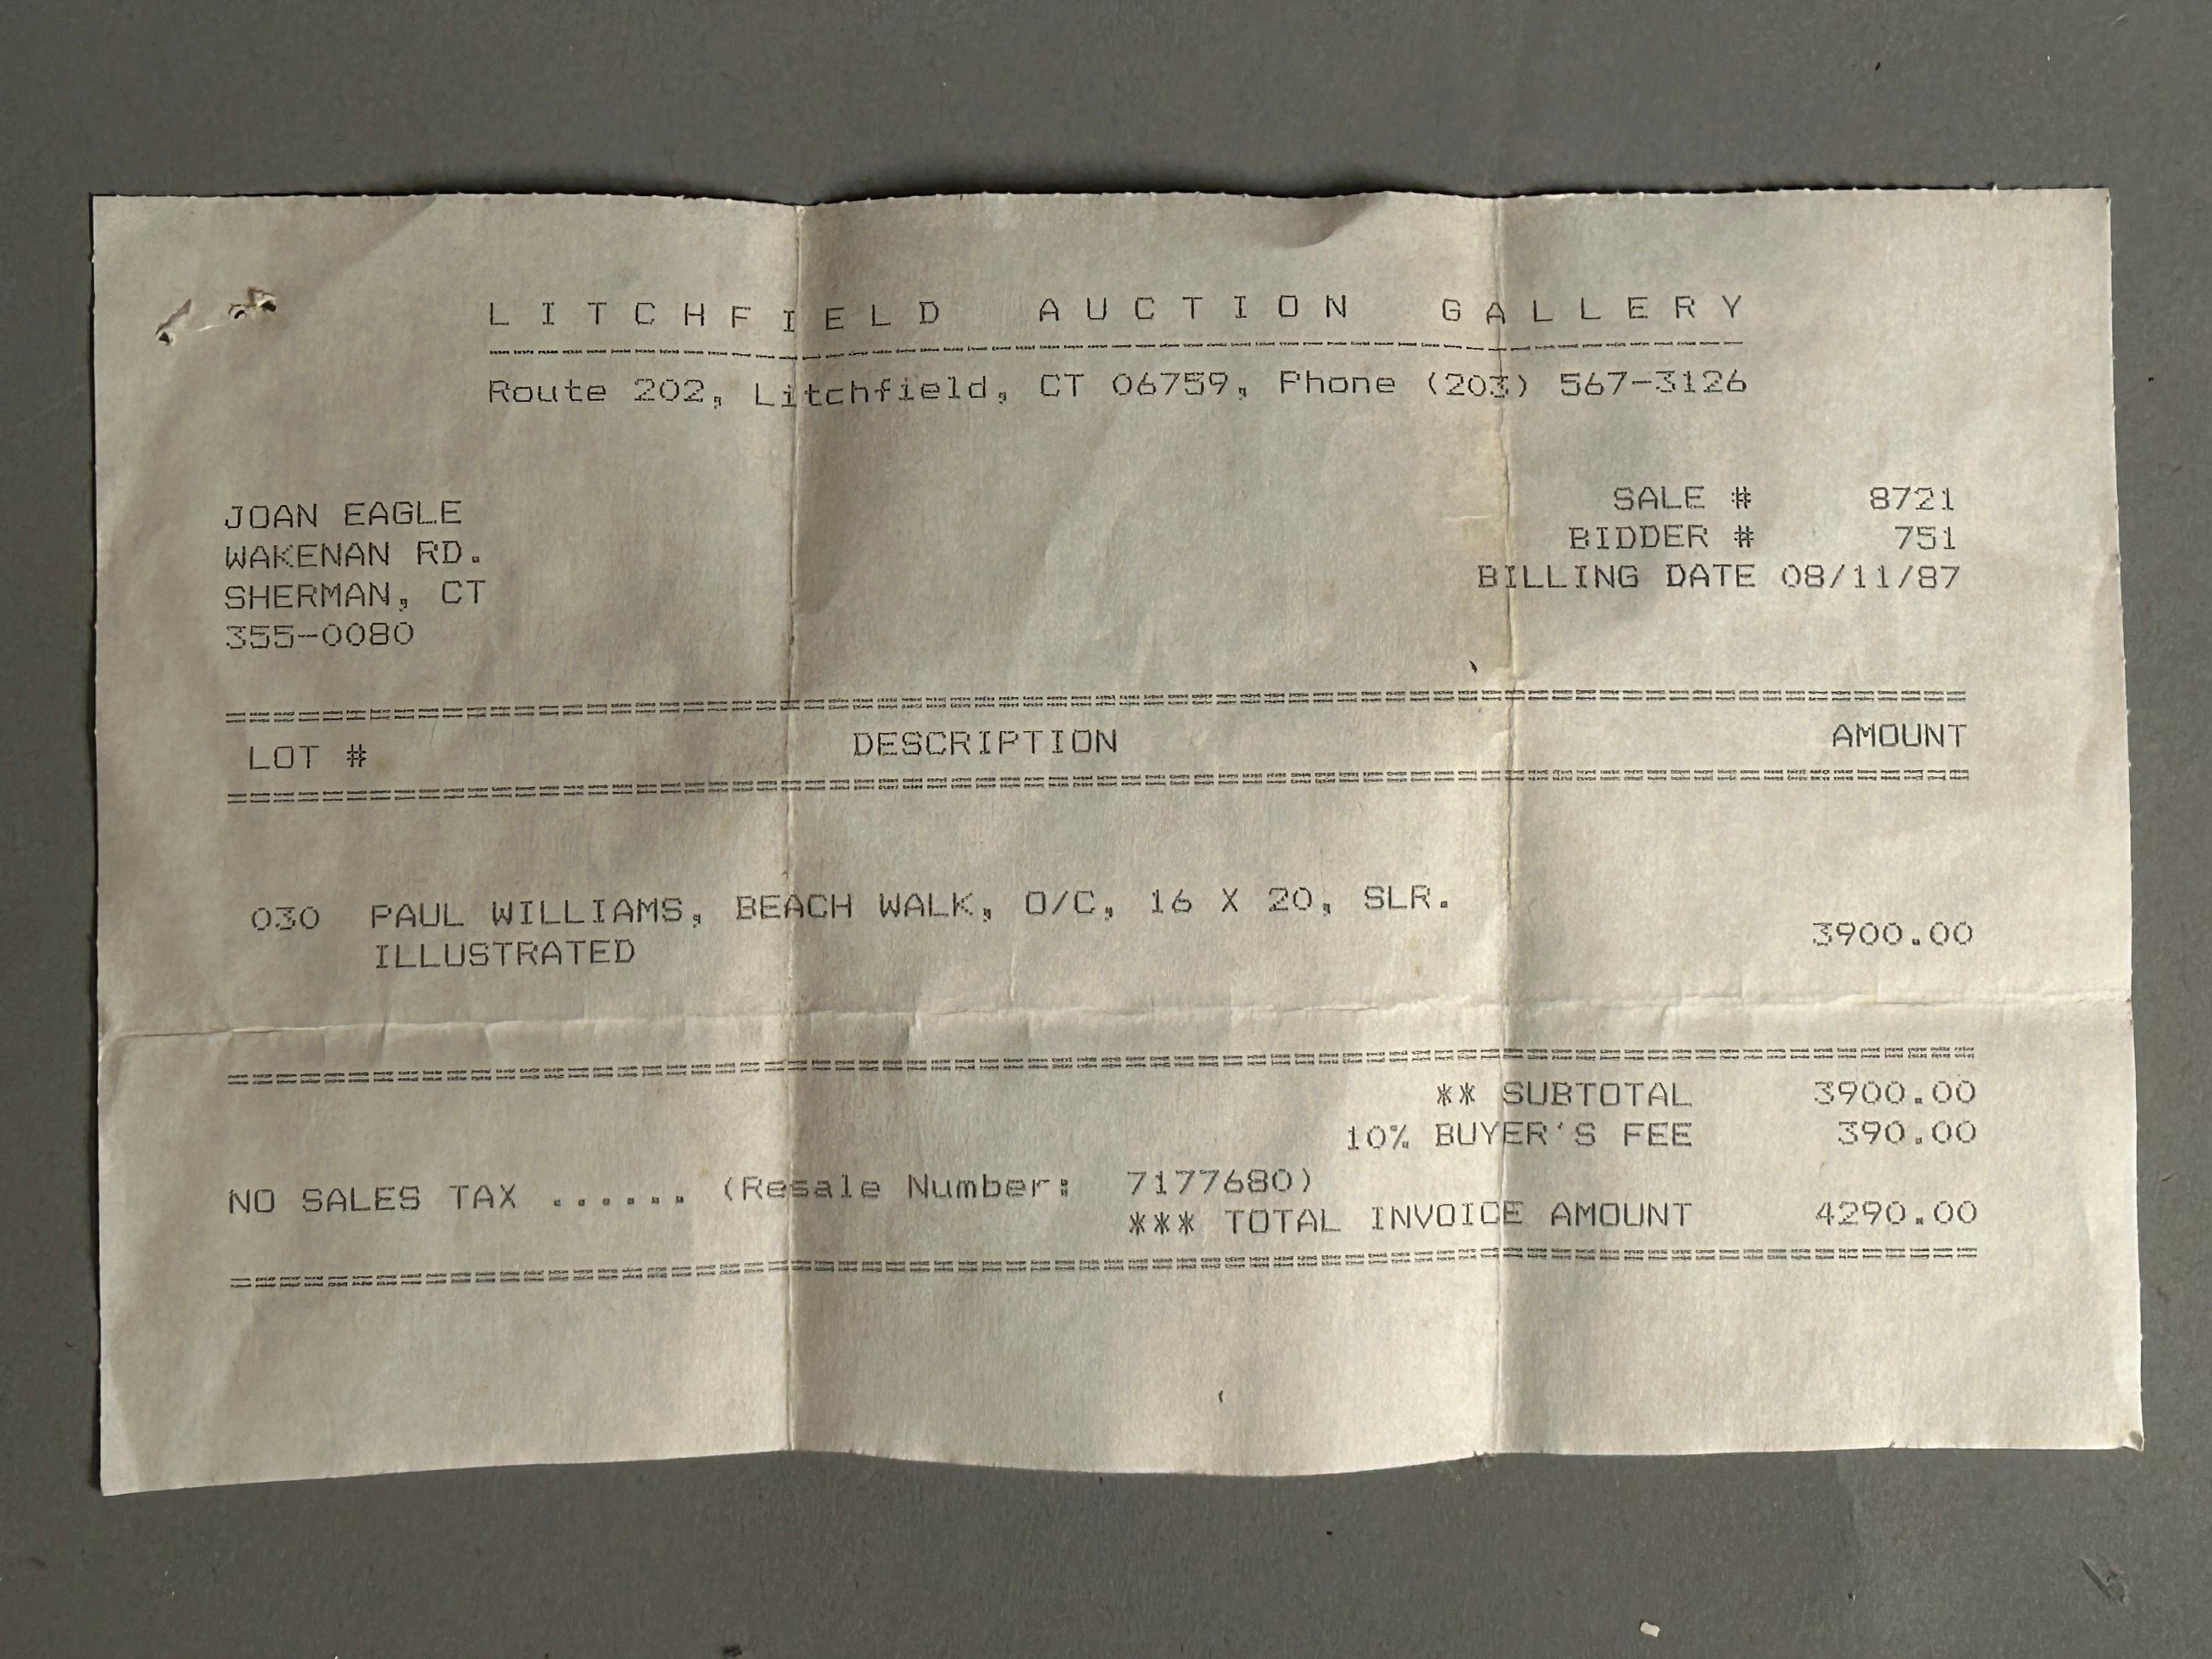 LITCHFIELD AUCTION GALLERY
Route 202, Litchfield, CT 06759, Phone (203) 567-3126
JOAN EAGLE
WAKENAN RD.
SHERMAN, CT
355-0080
SALE # 8721
BIDDER # 751
BILLING DATE 08/11/87
LOT # DESCRIPTION AMOUNT
030 PAUL WILLIAMS, BEACH WALK, O/C, 16 X 20, SLR.
ILLUSTRATED 3900.00
** SUBTOTAL 3900.00
10% BUYER'S FEE 390.00
NO SALES TAX ...... (Resale Number: 7177680)
*** TOTAL INVOICE AMOUNT 4290.00